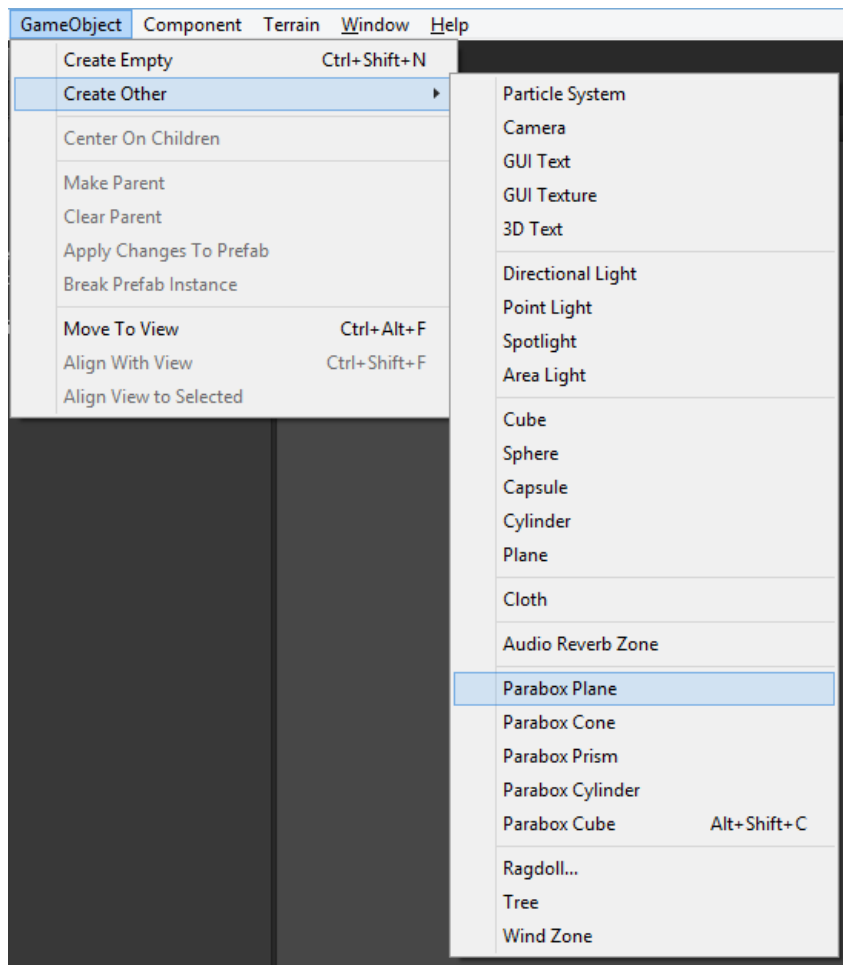 GameObject Component Terrain Window Help
Create Empty Ctrl+Shift+N
Create Other
Center On Children
Make Parent
Clear Parent
Apply Changes To Prefab
Break Prefab Instance
Move To View Ctrl+Alt+F
Align With View Ctrl+Shift+F
Align View to Selected
Particle System
Camera
GUI Text
GUI Texture
3D Text
Directional Light
Point Light
Spotlight
Area Light
Cube
Sphere
Capsule
Cylinder
Plane
Cloth
Audio Reverb Zone
Parabox Plane
Parabox Cone
Parabox Prism
Parabox Cylinder
Parabox Cube Alt+Shift+C
Ragdoll...
Tree
Wind Zone